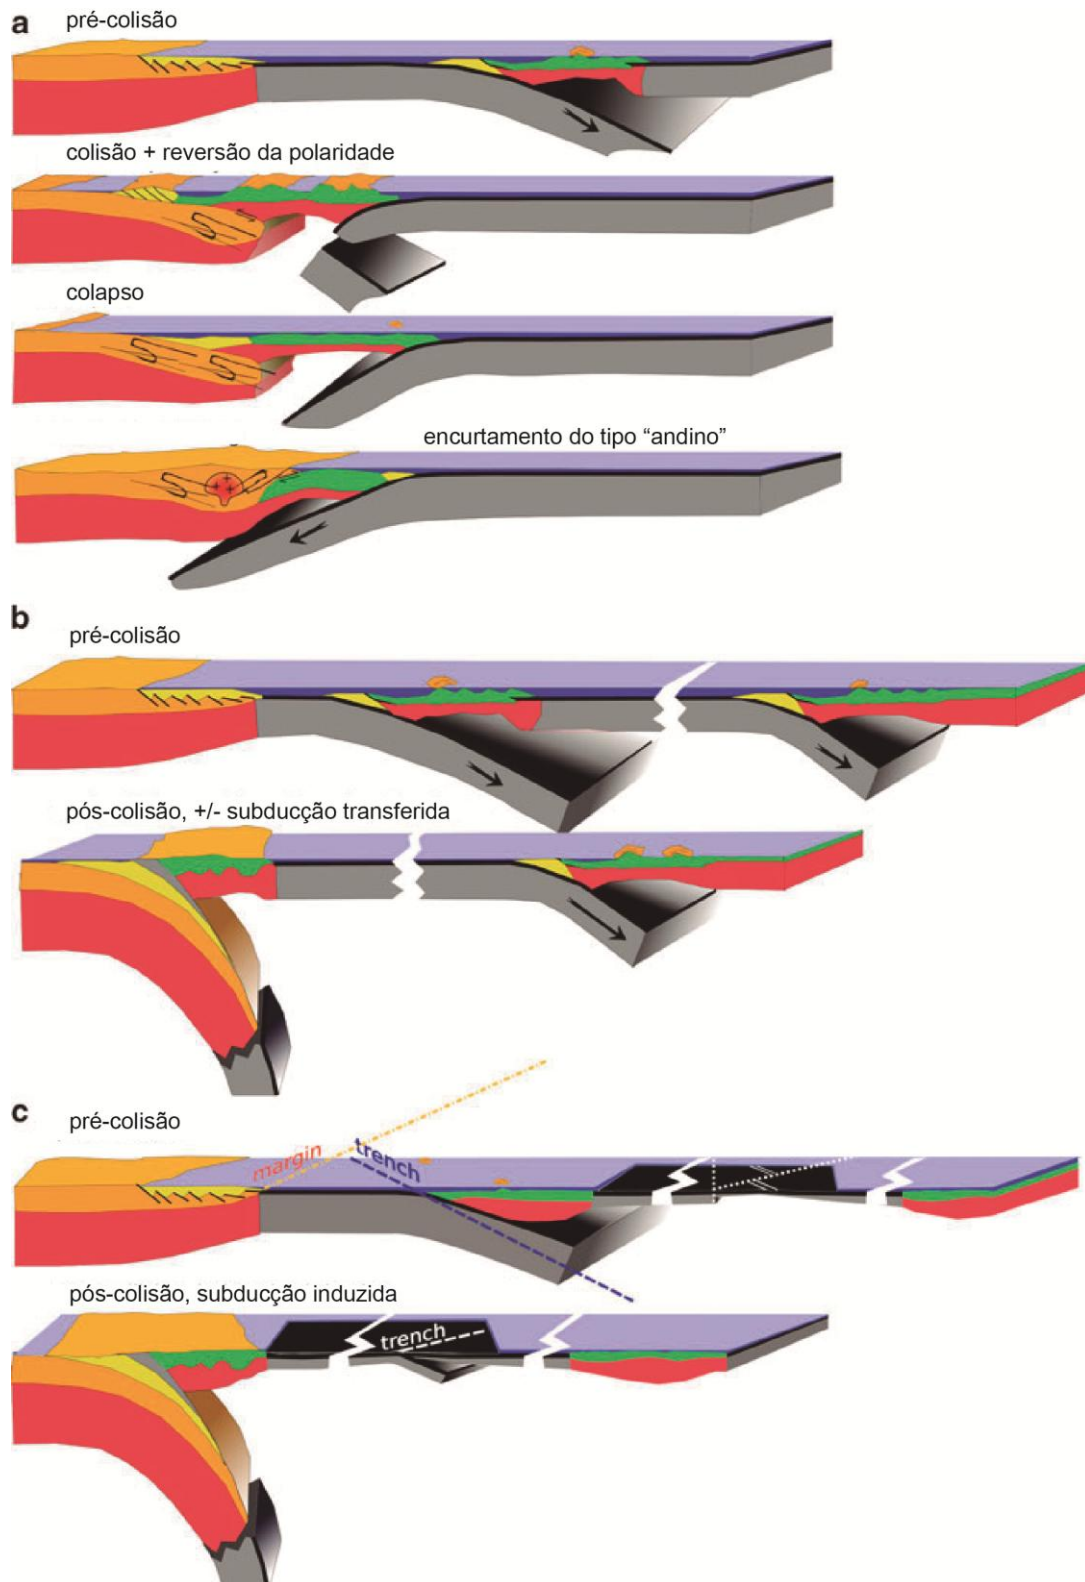 a
pré-colisão
colisão + reversão da polaridade
colapso
encurtamento do tipo “andino”
b
pré-colisão
pós-colisão, +/- subducção transferida
c
pré-colisão
margin
trench
pós-colisão, subducção induzida
trench